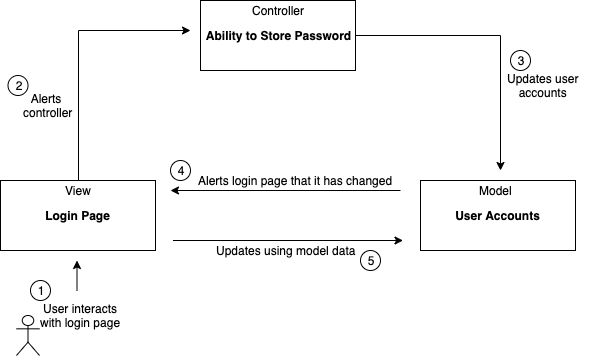 Controller
Ability to Store Password
2
Alerts
controller
3
Updates user
accounts
4
Alerts login page that it has changed
View
Login Page
Model
User Accounts
Updates using model data
5
1
User interacts
with login page